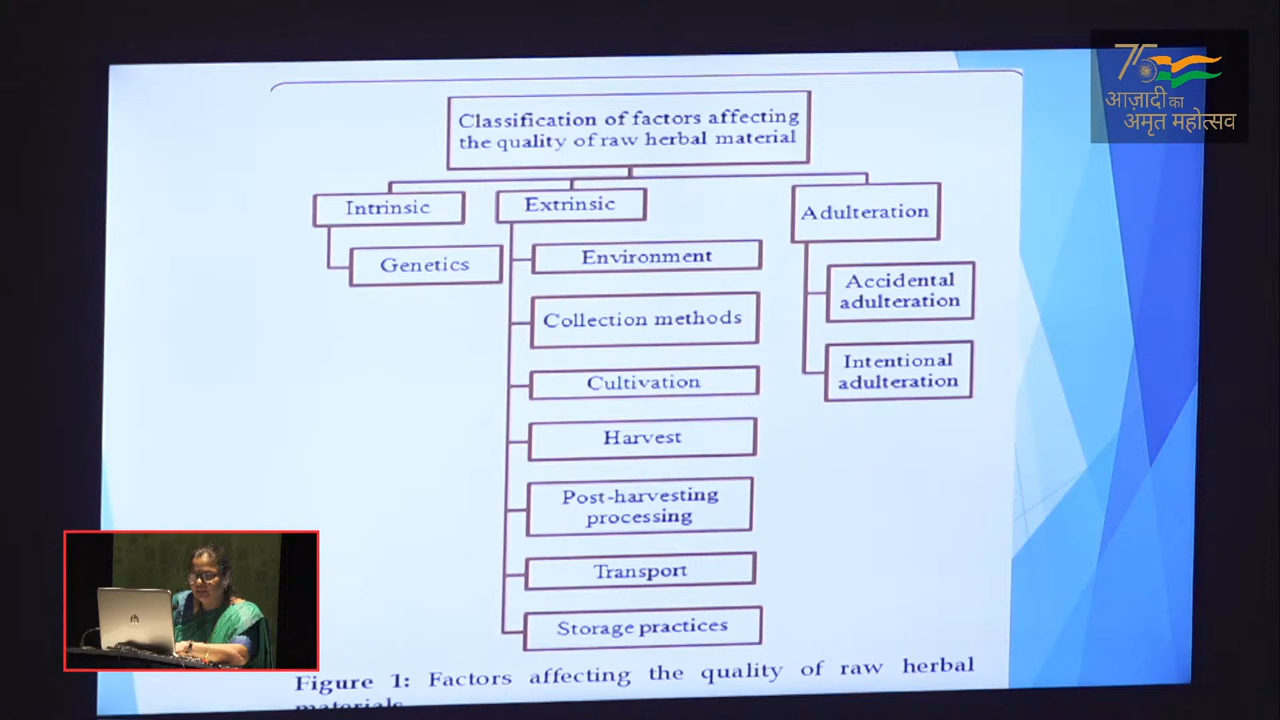 75
आज़ादी का
अमृत महोत्सव
Classification of factors affecting
the quality of raw herbal material
Intrinsic
Genetics
Extrinsic
Environment
Collection methods
Cultivation
Harvest
Post-harvesting
processing
Transport
Storage practices
Adulteration
Accidental
adulteration
Intentional
adulteration
Figure 1: Factors affecting the quality of raw herbal
materials